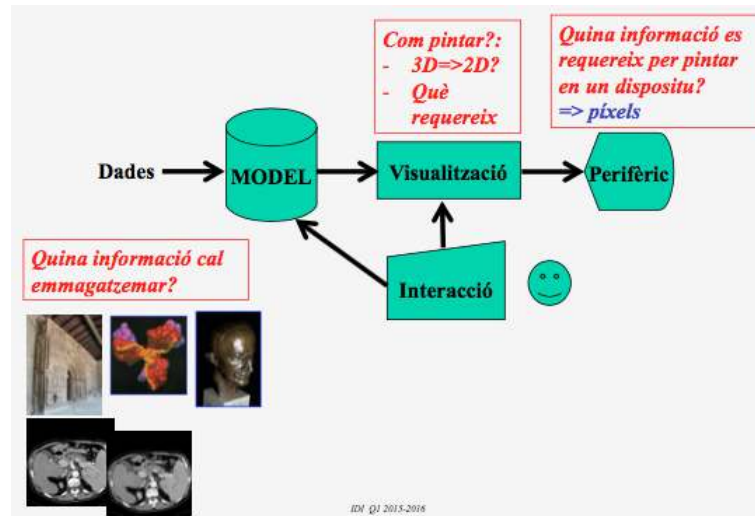 Com pintar?:
- 3D=>2D?
- Què
requereix
Quina informació es
requereix per pintar
en un dispositu?
=> píxels
Dades
MODEL
Visualització
Perifèric
Interacció
Quina informació cal
emmagatzemar?
IDI Q1 2015-2016